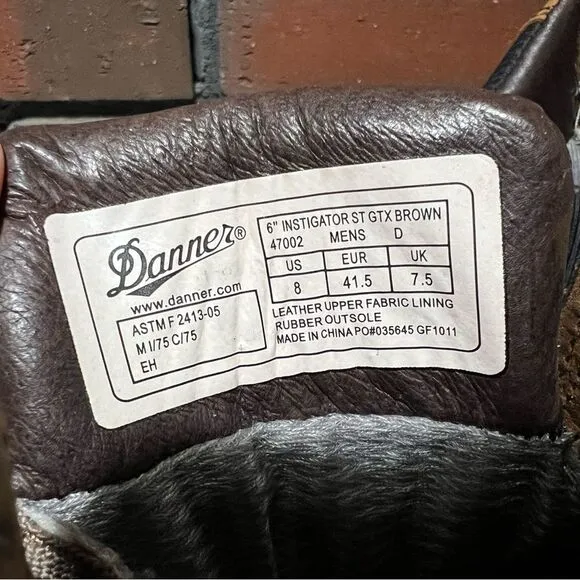 Danner®
www.danner.com
ASTM F 2413-05
M I/75 C/75
EH
6" INSTIGATOR ST GTX BROWN
47002 MENS D
US EUR UK
8 41.5 7.5
LEATHER UPPER FABRIC LINING
RUBBER OUTSOLE
MADE IN CHINA PO#035645 GF1011